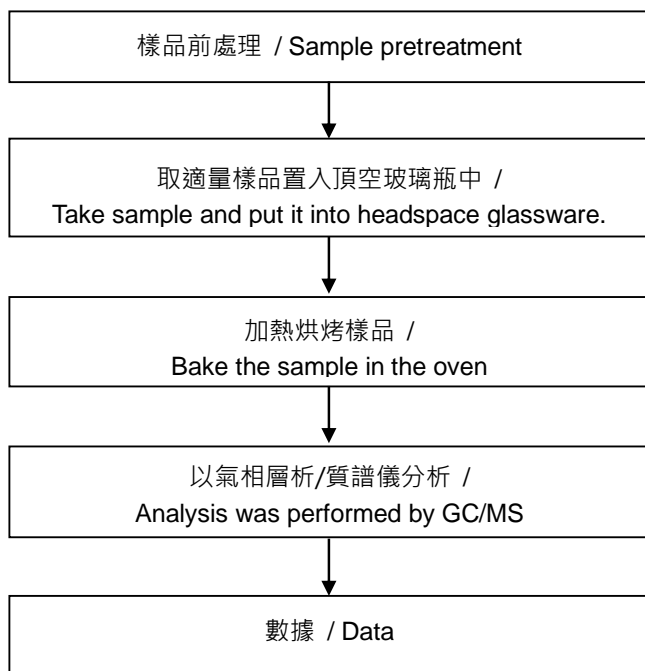 樣品前處理 / Sample pretreatment
取適量樣品置入頂空玻璃瓶中 /
Take sample and put it into headspace glassware.
加熱烘烤樣品 /
Bake the sample in the oven
以氣相層析/質譜儀分析 /
Analysis was performed by GC/MS
數據 / Data